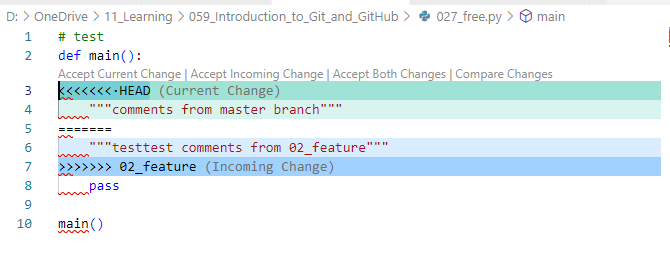 D: > OneDrive > 11_Learning > 059_Introduction_to_Git_and_GitHub > 027_free.py > main
1 # test
2 def main():
Accept Current Change | Accept Incoming Change | Accept Both Changes | Compare Changes
3 <<<<<<<·HEAD (Current Change)
4 """comments from master branch"""
5 =======
6 """testtest comments from 02_feature"""
7 >>>>>>> 02_feature (Incoming Change)
8 pass
9
10 main()